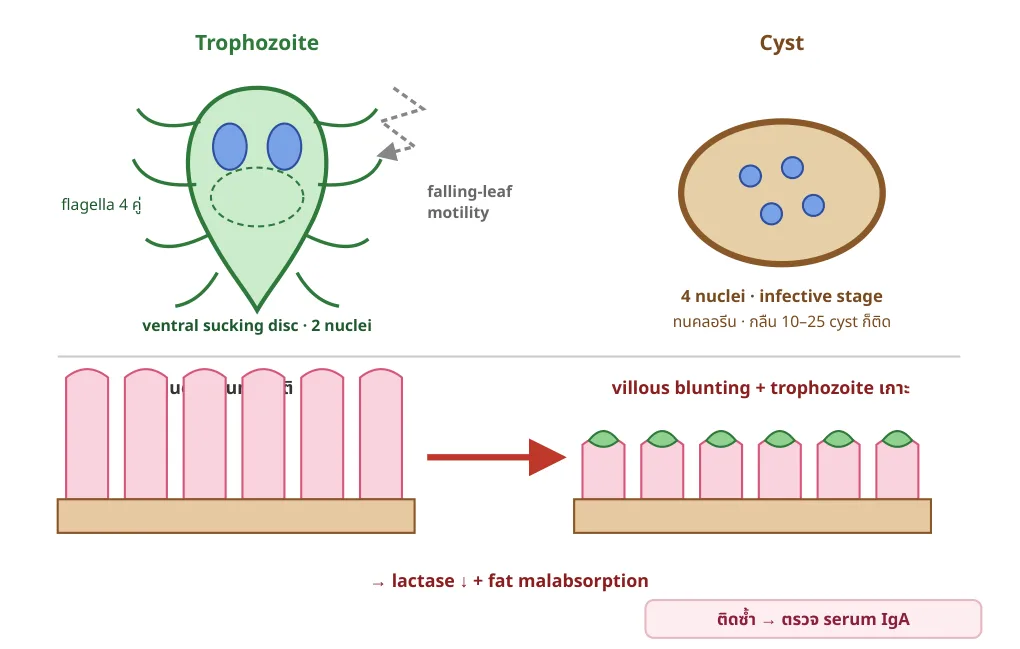 Trophozoite
Cyst
flagella 4 คู่
falling-leaf
motility
ventral sucking disc · 2 nuclei
4 nuclei · infective stage
ทนคลอรีน · กลืน 10–25 cyst ก็ติด
villous blunting + trophozoite เกาะ
→ lactase ↓ + fat malabsorption
ติดซ้ำ → ตรวจ serum IgA